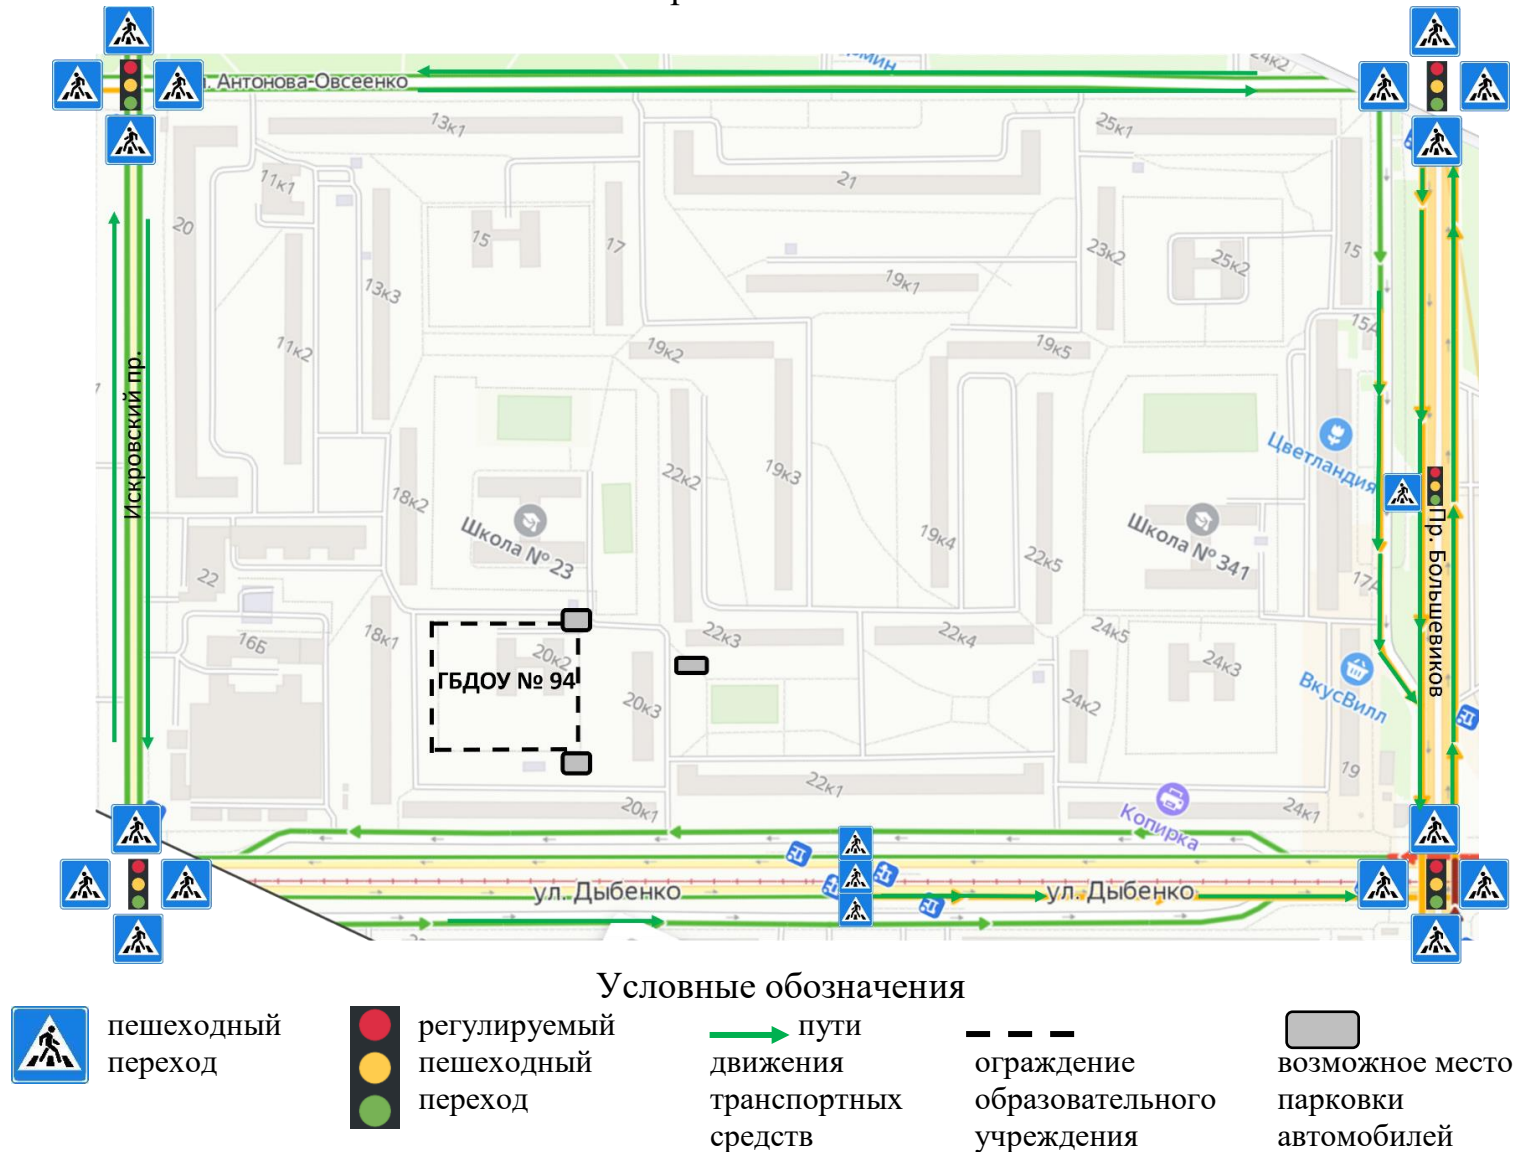 ул. Антонова-Овсеенко
24к2
13к1
25к1
11к1
21
20
15
17
23к2
25к2
15
13к3
19к1
15А
11к2
19к2
19к5
Искровский пр.
Цветландия
22к2
19к3
18к2
Школа № 23
Школа № 341
19к4
22к5
Пр. Большевиков
22
17А
16Б
18к1
20к2
22к3
22к4
24к5
24к3
ГБДОУ № 94
ВкусВилл
20к3
24к2
19
22к1
20к1
Копирка
24к1
ул. Дыбенко
ул. Дыбенко
Условные обозначения
пешеходный
переход
регулируемый
пешеходный
переход
пути
движения
транспортных
средств
ограждение
образовательного
учреждения
возможное место
парковки
автомобилей